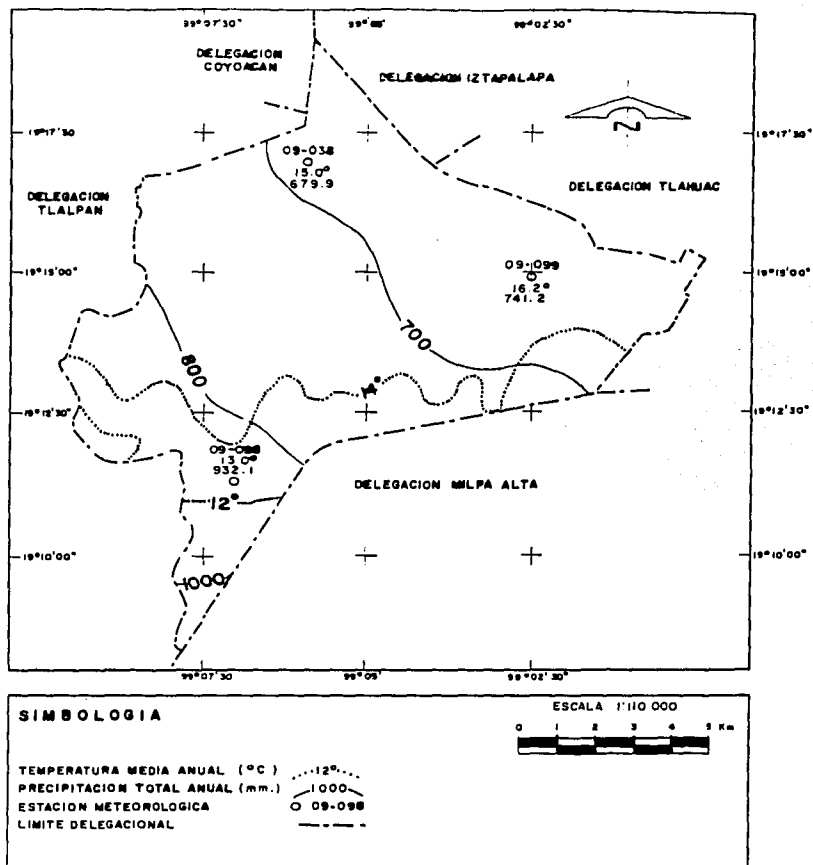 99°07'30"
99°05'
99°02'30"
DELEGACION
COYOACAN
DELEGACION IZTAPALAPA
19°17'30
19°17'30"
N
09-038
15.0°
679.9
DELEGACION
TLALPAN
DELEGACION TLAHUAC
09-099
16.2°
741.2
19°15'00"
19°15'00"
700
800
19°12'30"
19°12'30"
13.0°
932.1
DELEGACION MILPA ALTA
12°
19°10'00"
19°10'00"
1000
99°07'30"
99°05'
99°02'30"
SIMBOLOGIA
ESCALA 1:110 000
0 1 2 3 4 5 Km
TEMPERATURA MEDIA ANUAL (°C) 12°
PRECIPITACION TOTAL ANUAL (mm.) 1000
ESTACION METEOROLOGICA 09-098
LIMITE DELEGACIONAL